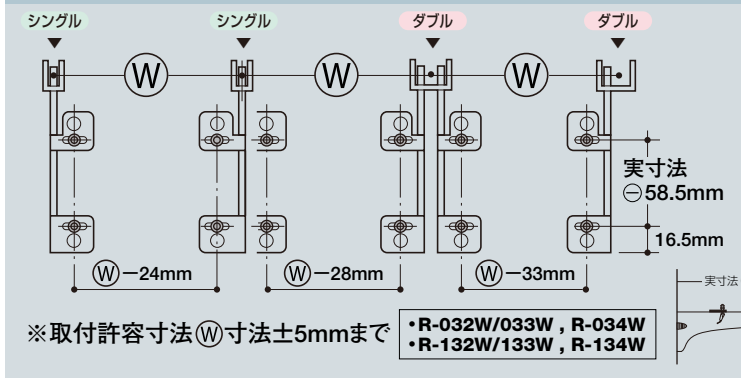 シングル シングル ダブル ダブル
Ⓦ Ⓦ Ⓦ
実寸法
⊖58.5mm
16.5mm
Ⓦ−24mm Ⓦ−28mm Ⓦ−33mm
実寸法
※取付許容寸法Ⓦ寸法士5mmまで
・R-032W/033W , R-034W
・R-132W/133W , R-134W